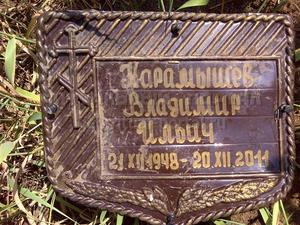 Карамышев
Владимир
Ильич
21 XII 1948 - 20 XII 2011